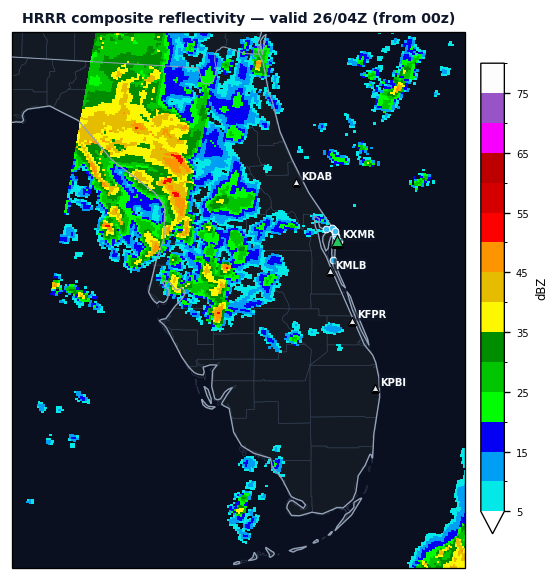 HRRR composite reflectivity — valid 26/04Z (from 00z)
KDAB
KXMR
KMLB
KFPR
KPBI
75
65
55
45
35
25
15
5
dBZ